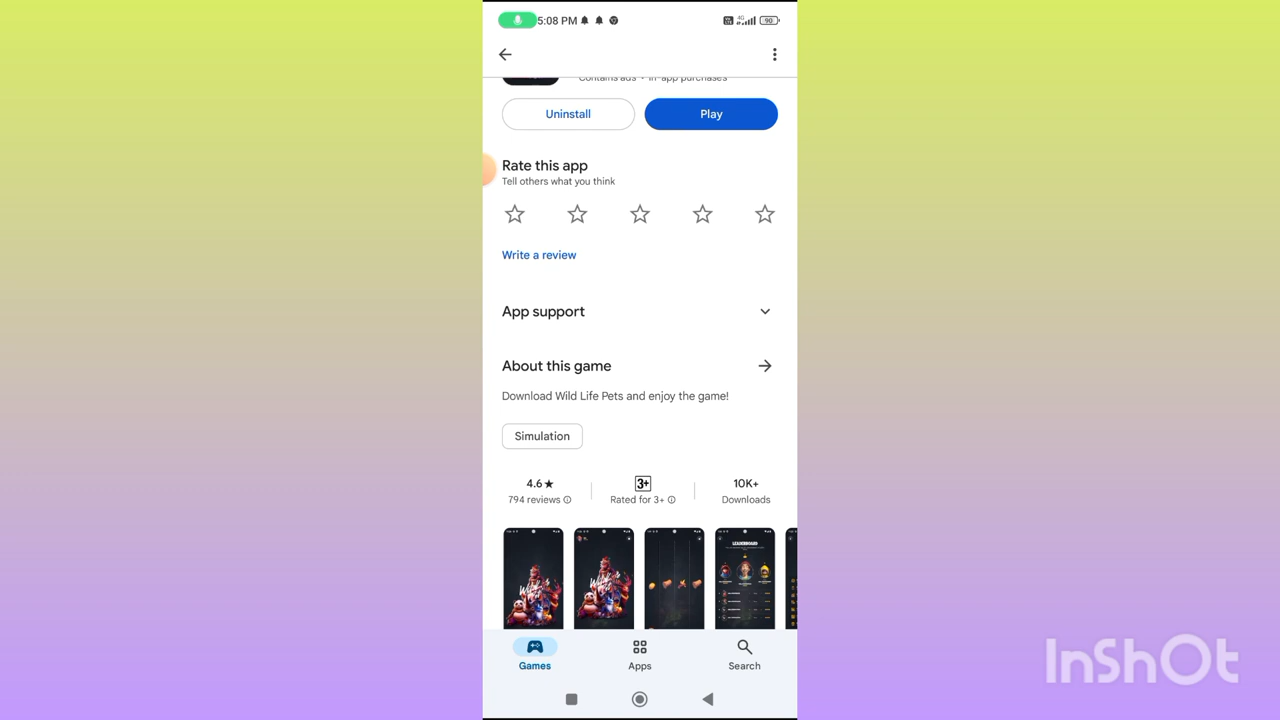 5:08 PM
4G
90
Contains ads • In-app purchases
Uninstall
Play
Rate this app
Tell others what you think
Write a review
App support
About this game
Download Wild Life Pets and enjoy the game!
Simulation
4.6★
3+
10K+
794 reviews
Rated for 3+
Downloads
LEADERBOARD
Games
Apps
Search
InShOt